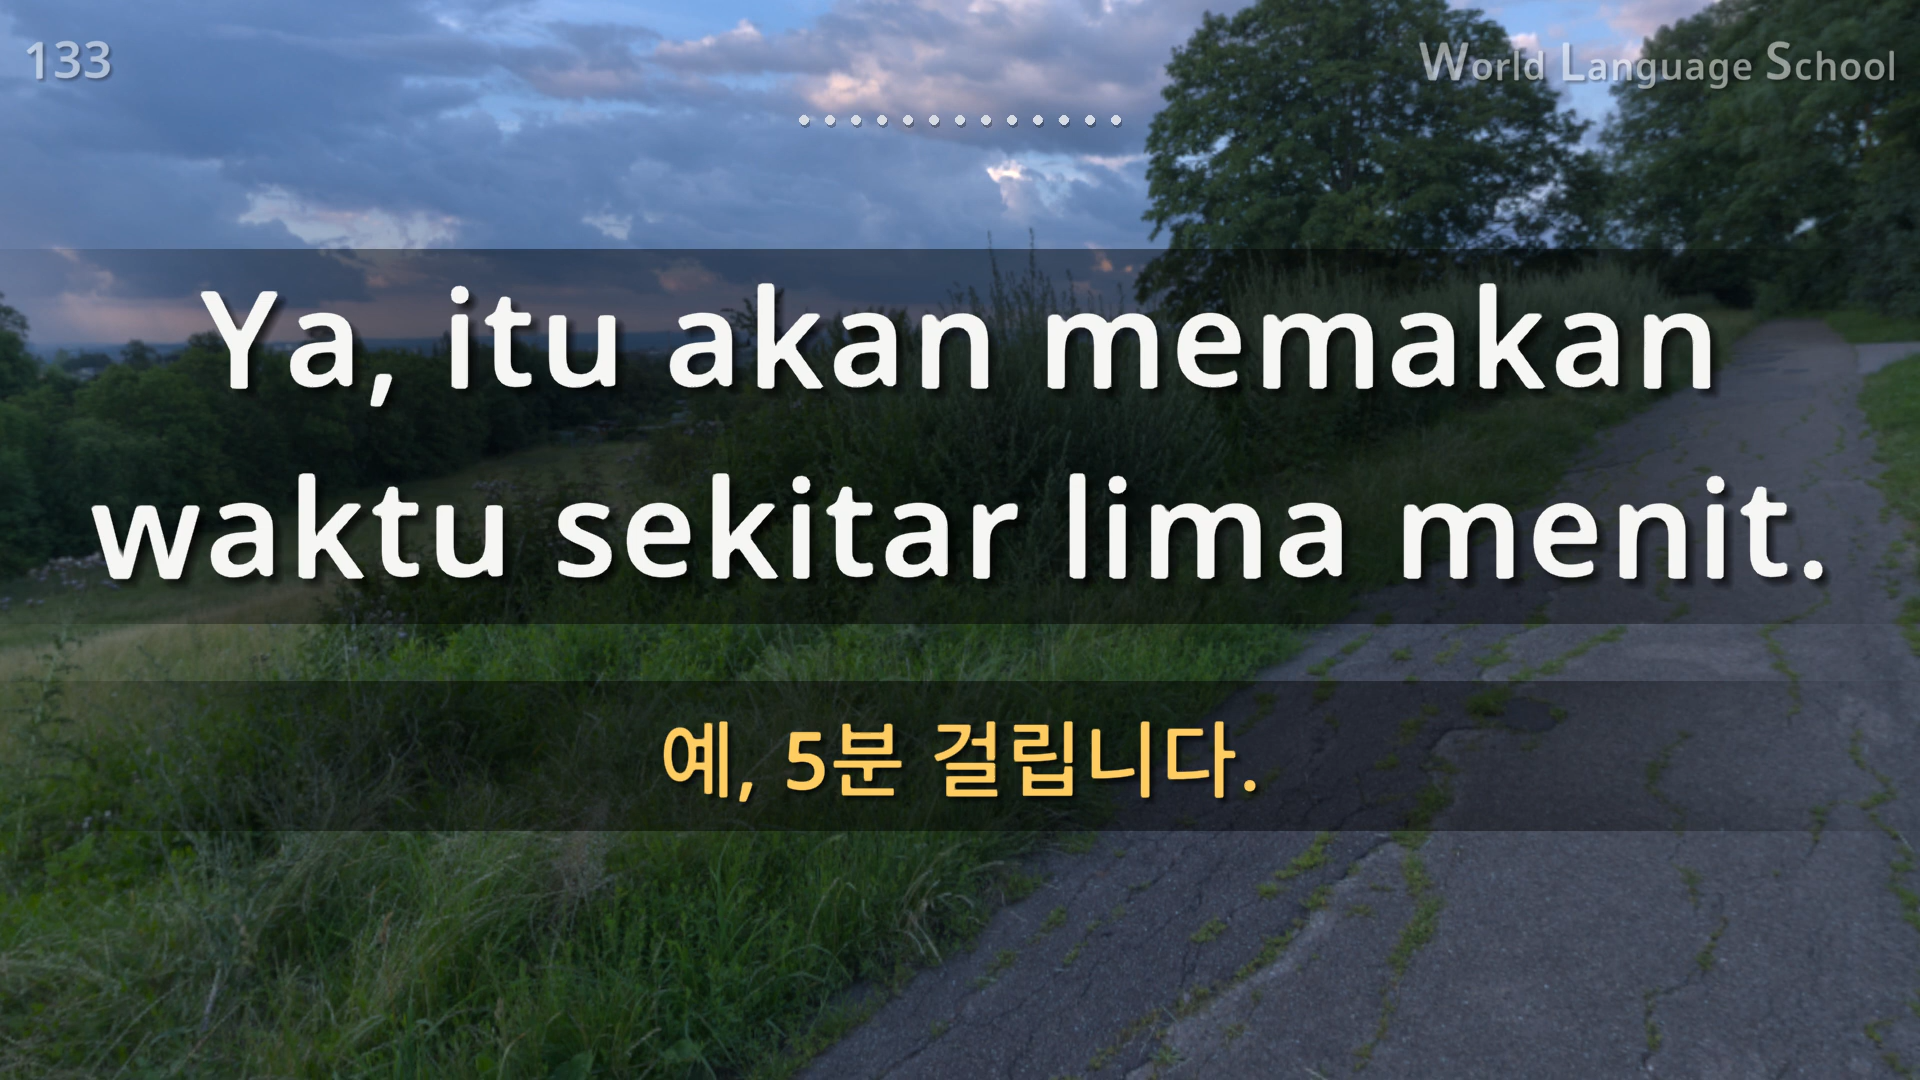 133
World Language School
Ya, itu akan memakan
waktu sekitar lima menit.
예, 5분 걸립니다.